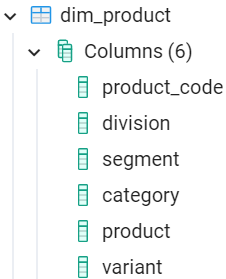 dim_product
Columns (6)
product_code
division
segment
category
product
variant